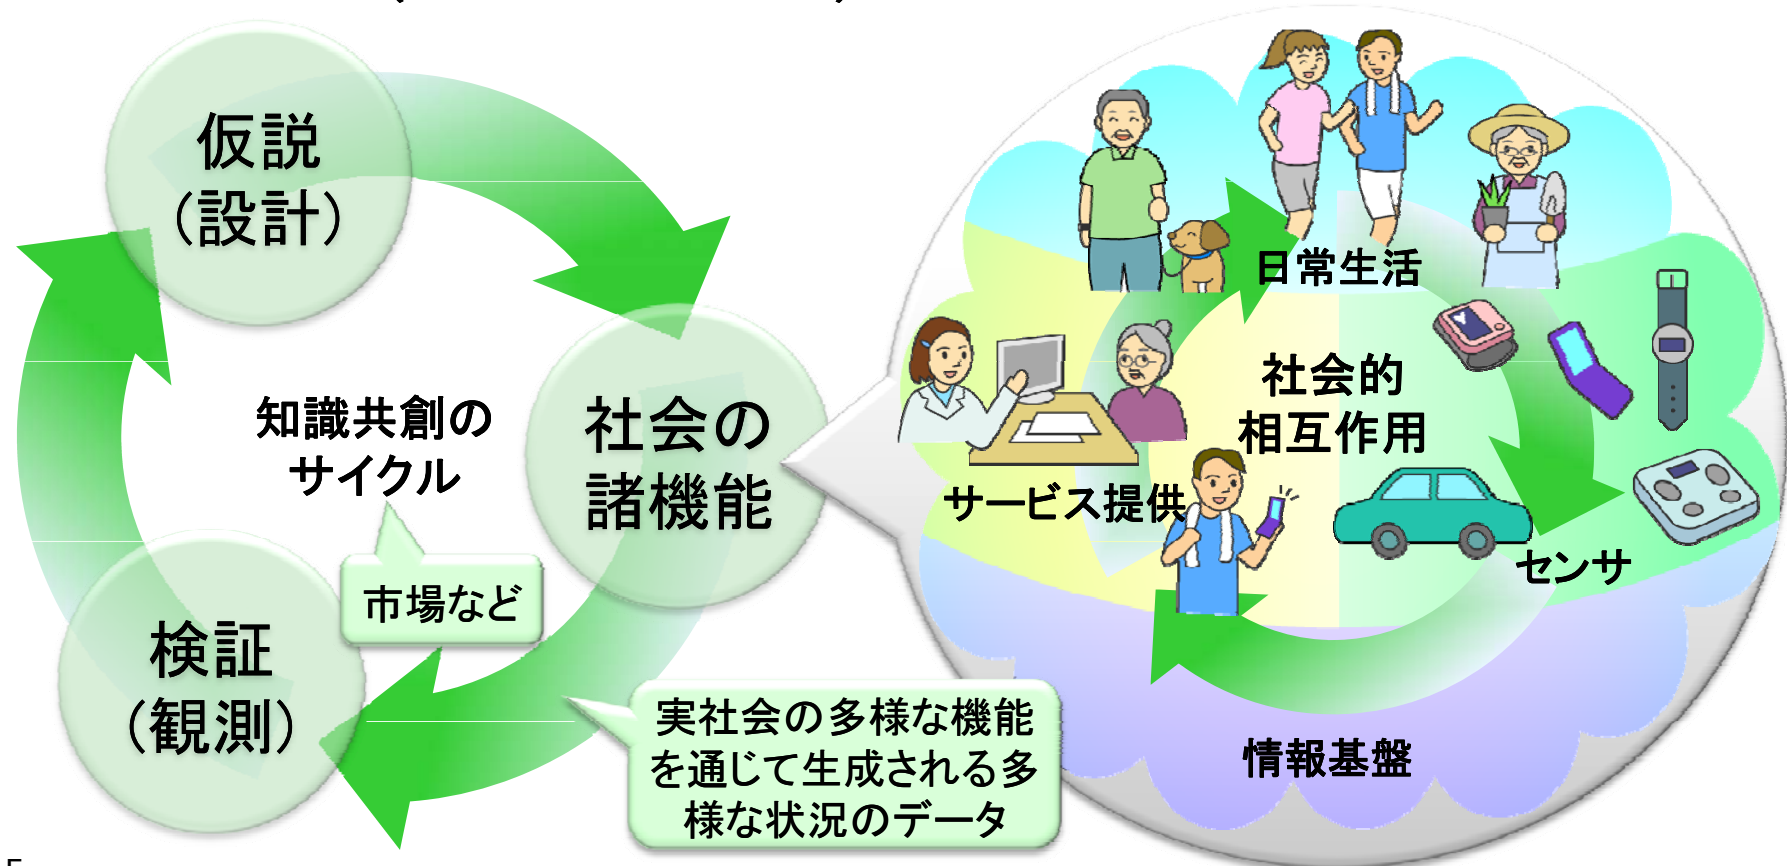 仮説
(設計)
社会の
諸機能
知識共創の
サイクル
市場など
検証
(観測)
実社会の多様な機能
を通じて生成される多
様な状況のデータ
日常生活
社会的
相互作用
サービス提供
センサ
情報基盤